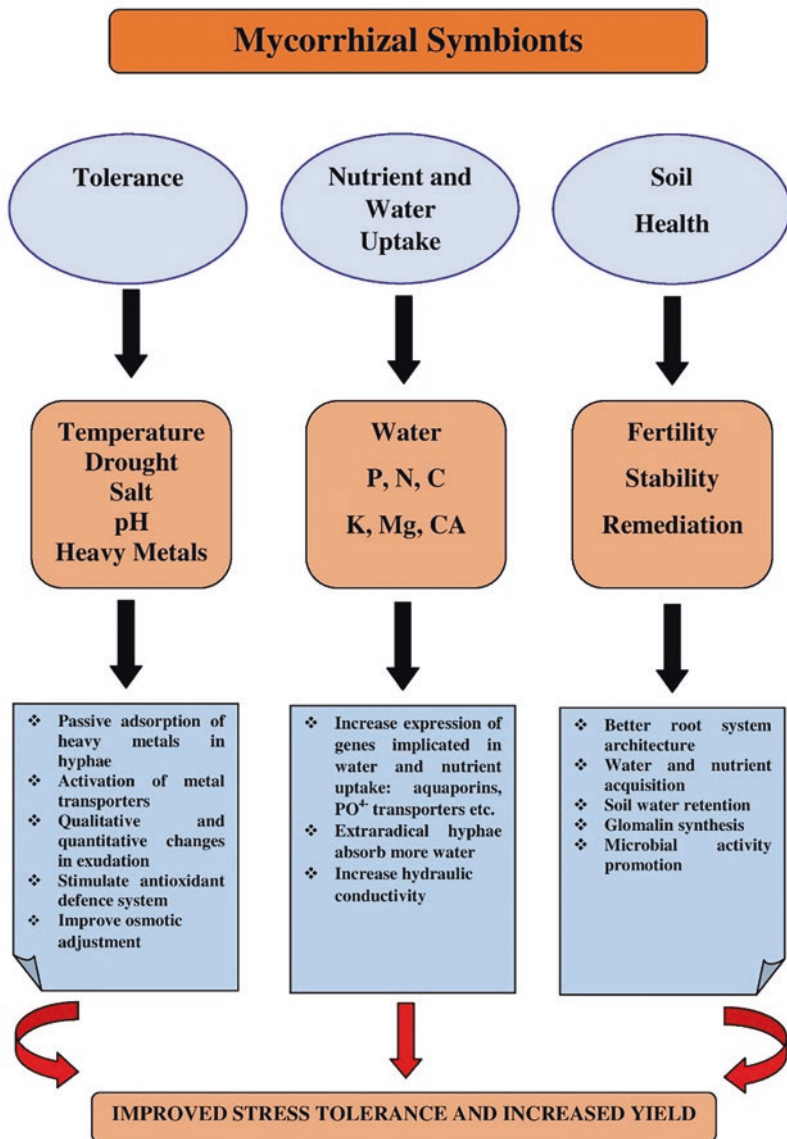 Mycorrhizal Symbionts
Tolerance
Nutrient and
Water
Uptake
Soil
Health
Temperature
Drought
Salt
pH
Heavy Metals
Water
P, N, C
K, Mg, CA
Fertility
Stability
Remediation
❖ Passive adsorption of
heavy metals in
hyphae
❖ Activation of metal
transporters
❖ Qualitative and
quantitative changes
in exudation
❖ Stimulate antioxidant
defence system
❖ Improve osmotic
adjustment
❖ Increase expression of
genes implicated in
water and nutrient
uptake: aquaporins,
PO⁴⁻ transporters etc.
❖ Extraradical hyphae
absorb more water
❖ Increase hydraulic
conductivity
❖ Better root system
architecture
❖ Water and nutrient
acquisition
❖ Soil water retention
❖ Glomalin synthesis
❖ Microbial activity
promotion
IMPROVED STRESS TOLERANCE AND INCREASED YIELD